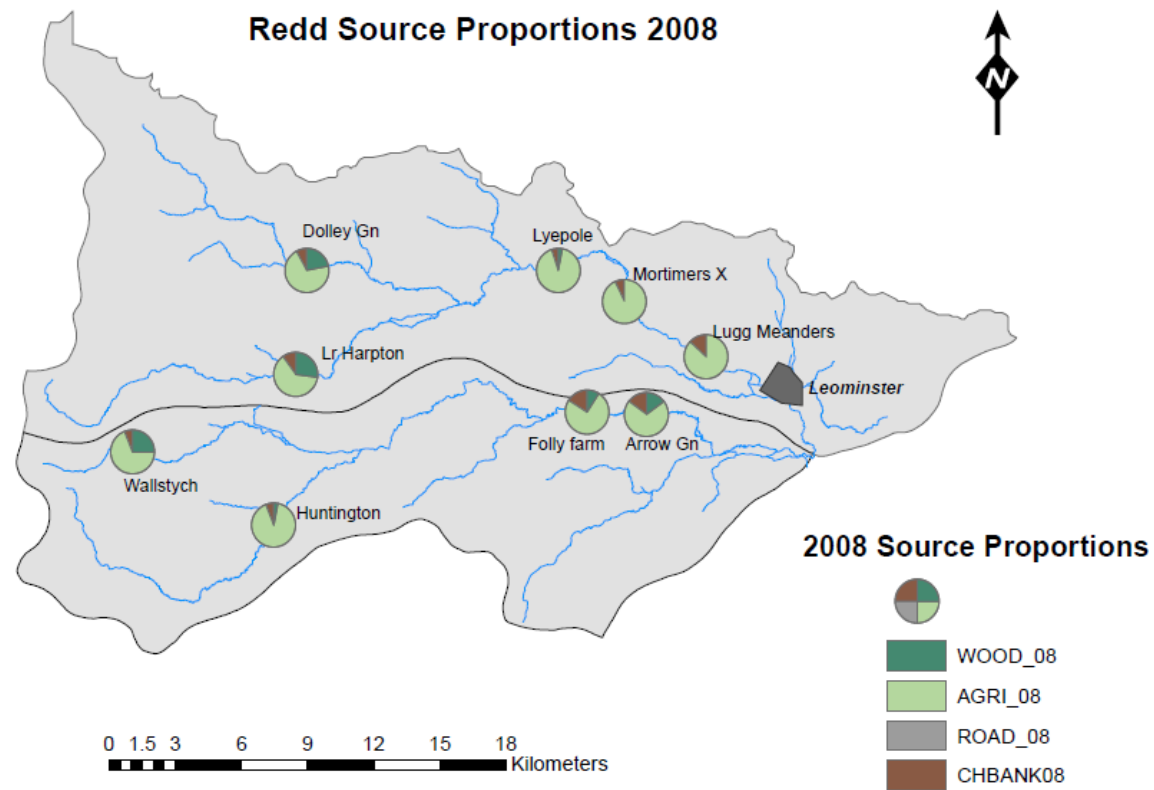 Redd Source Proportions 2008
N
Dolley Gn
Lyepole
Mortimers X
Lugg Meanders
Lr Harpton
Leominster
Folly farm
Arrow Gn
Wallstych
Huntington
2008 Source Proportions
WOOD_08
AGRI_08
ROAD_08
CHBANK08
0 1.5 3 6 9 12 15 18
Kilometers